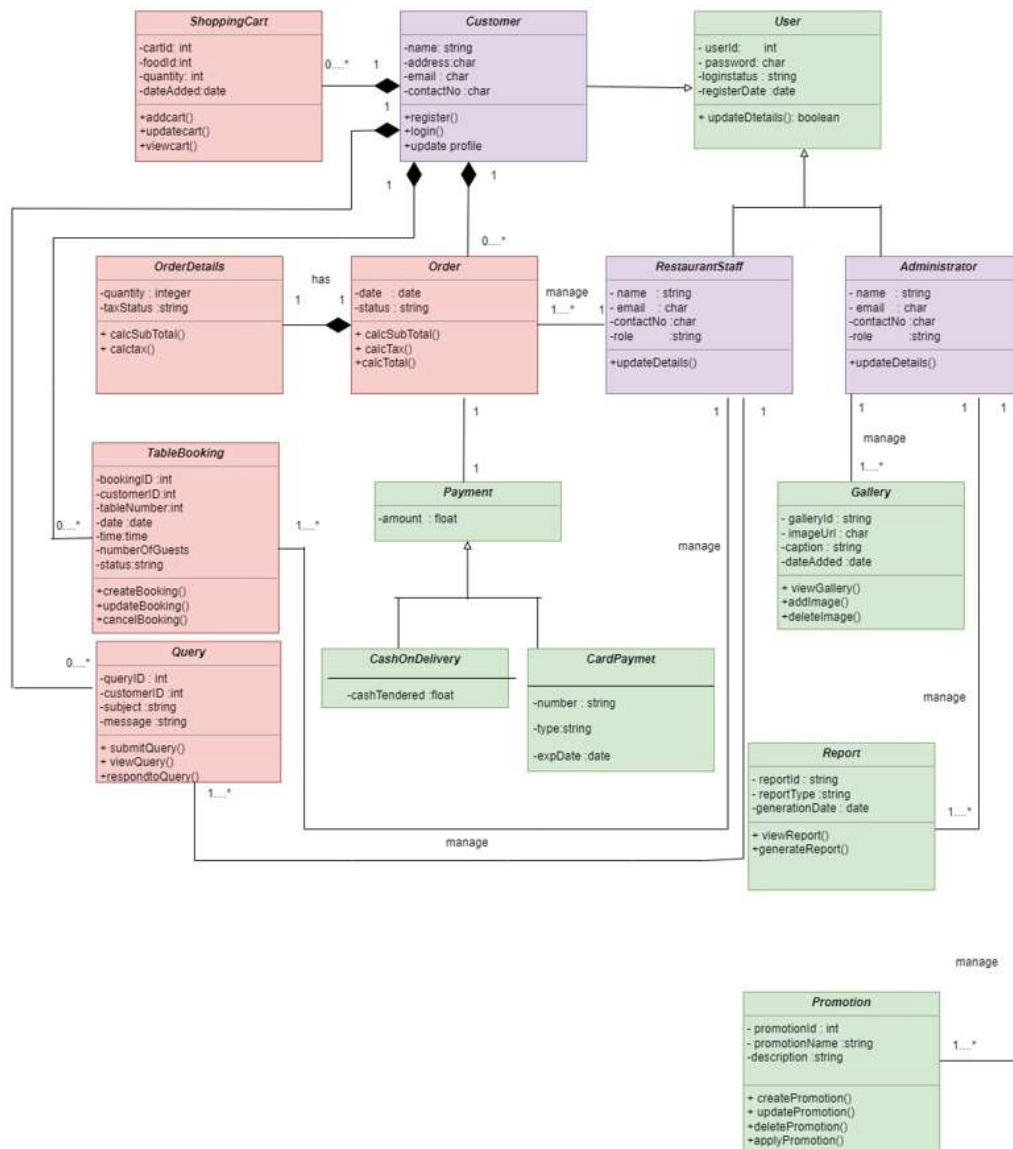 ShoppingCart
-cartId: int
-foodId:int
-quantity: int
-dateAdded:date
+addcart()
+updatecart()
+viewcart()
0....*
1
Customer
-name: string
-address:char
-email : char
-contactNo :char
+register()
+login()
+update profile
1
1
1
User
- userId: int
- password: char
-loginstatus : string
-registerDate :date
+ updateDtetails(): boolean
0....*
OrderDetails
-quantity : integer
-taxStatus :string
+ calcSubTotal()
+ calctax()
has
1
1
Order
-date : date
-status : string
+ calcSubTotal()
+ calcTax()
+calcTotal()
manage
1....*
1
RestaurantStaff
- name : string
- email : char
-contactNo :char
-role :string
+updateDetails()
Administrator
- name : string
- email : char
-contactNo :char
-role :string
+updateDetails()
1
1
1
1
1
1
manage
1....*
1
TableBooking
-bookingID :int
-customerID:int
-tableNumber:int
-date :date
-time:time
-numberOfGuests
-status:string
+createBooking()
+updateBooking()
+cancelBooking()
0....*
1....*
Payment
-amount : float
manage
Gallery
- galleryId : string
- imageUrl : char
-caption : string
-dateAdded :date
+ viewGallery()
+addImage()
+deleteImage()
Query
-queryID : int
-customerID :int
-subject :string
-message :string
+ submitQuery()
+ viewQuery()
+respondtoQuery()
0....*
1....*
CashOnDelivery
-cashTendered :float
CardPaymet
-number : string
-type:string
-expDate :date
manage
manage
Report
- reportId : string
- reportType :string
-generationDate : date
+ viewReport()
+generateReport()
1....*
manage
Promotion
- promotionId : int
- promotionName :string
-description :string
+ createPromotion()
+ updatePromotion()
+deletePromotion()
+applyPromotion()
1....*